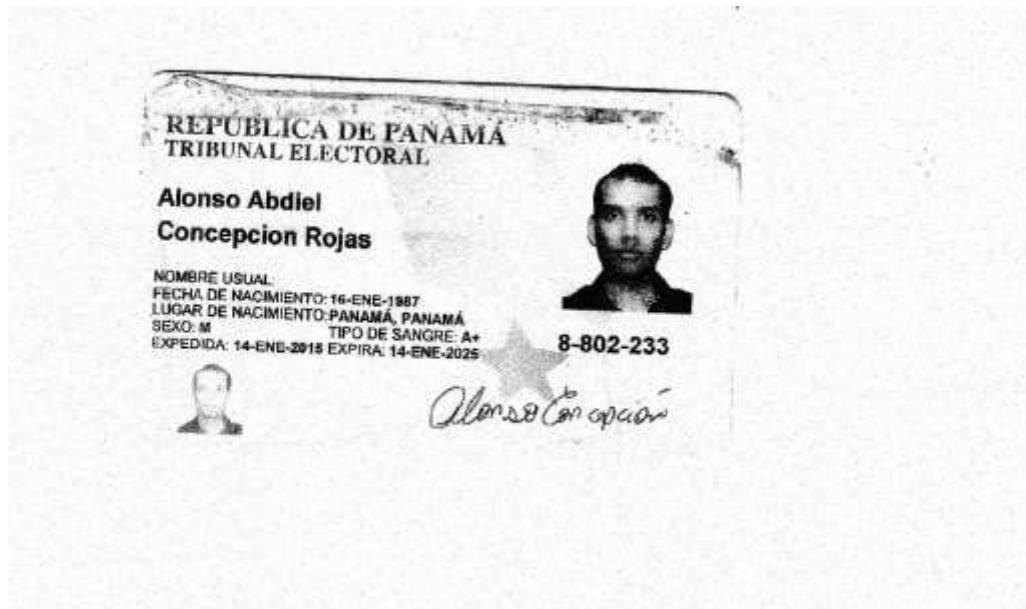 REPÚBLICA DE PANAMÁ
TRIBUNAL ELECTORAL
Alonso Abdiel
Concepcion Rojas
NOMBRE USUAL:
FECHA DE NACIMIENTO: 16-ENE-1987
LUGAR DE NACIMIENTO: PANAMÁ, PANAMÁ
SEXO: M TIPO DE SANGRE: A+
EXPEDIDA: 14-ENE-2015 EXPIRA: 14-ENE-2025
8-802-233
Alonso Concepción